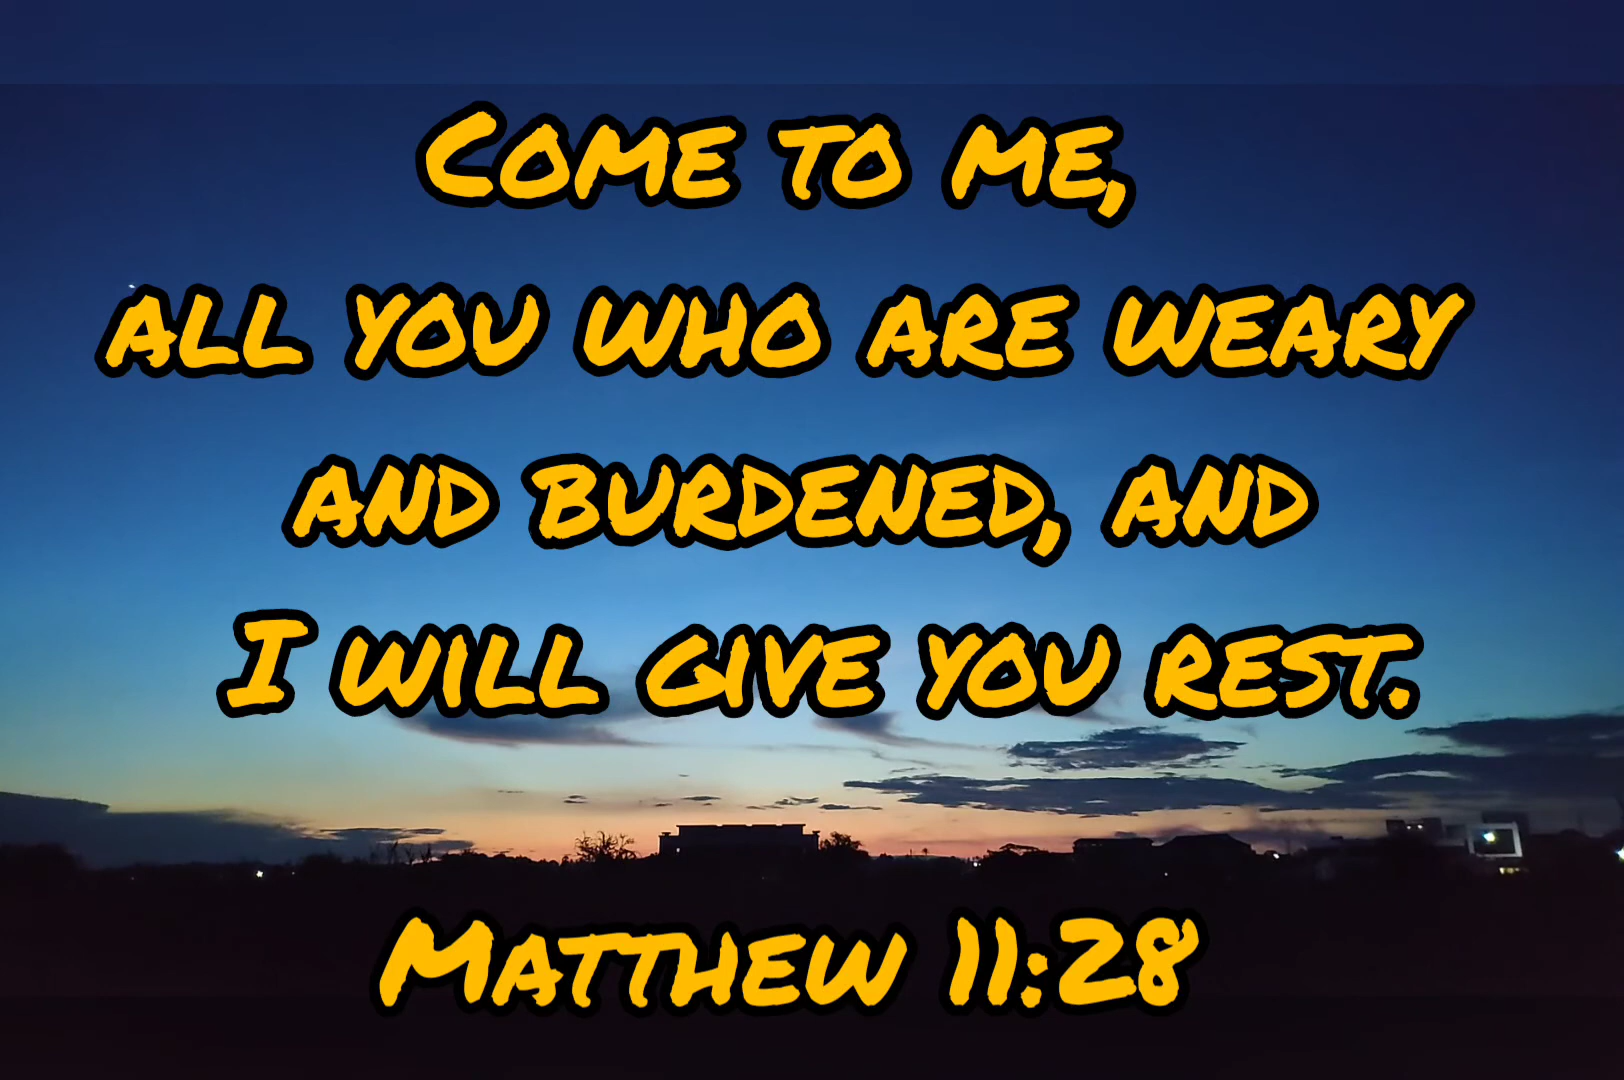 Come to me,
all you who are weary
and burdened, and
I will give you rest.
Matthew 11:28